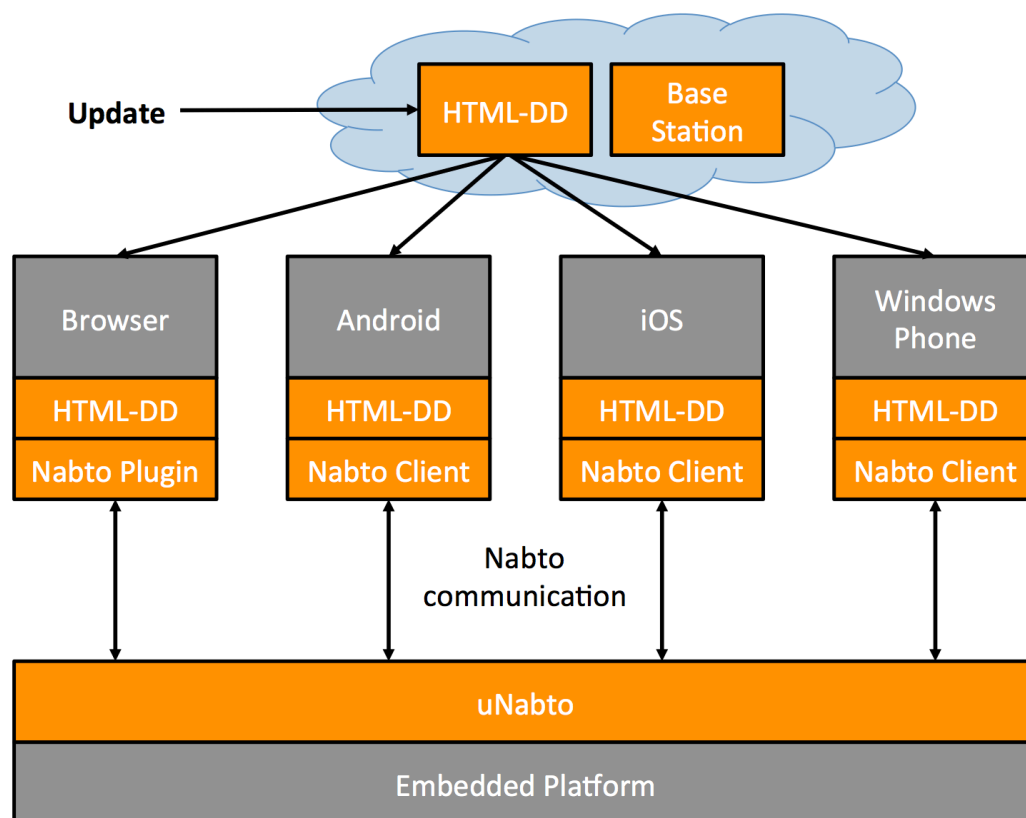 Update
HTML-DD
Base
Station
Browser
Android
iOS
Windows
Phone
HTML-DD
HTML-DD
HTML-DD
HTML-DD
Nabto Plugin
Nabto Client
Nabto Client
Nabto Client
Nabto
communication
uNabto
Embedded Platform